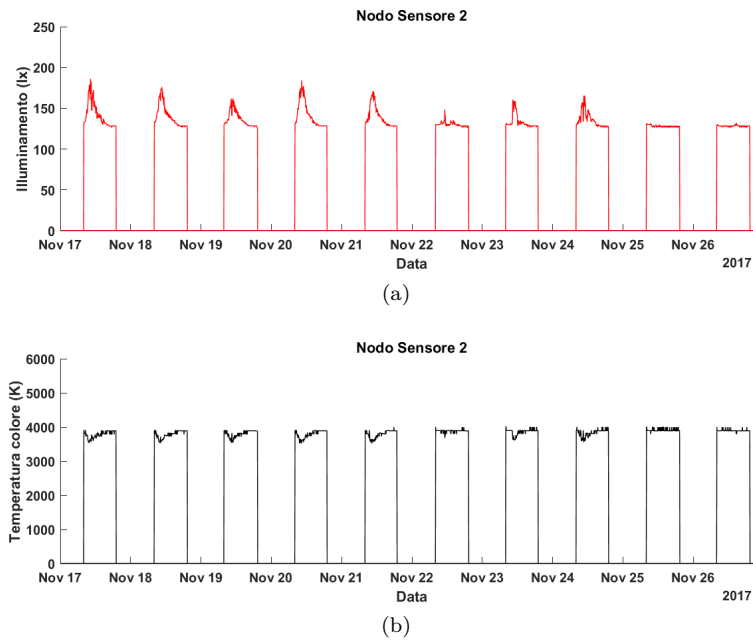 Nodo Sensore 2
250
200
150
100
50
0
Illuminamento (lx)
Nov 17 Nov 18 Nov 19 Nov 20 Nov 21 Nov 22 Nov 23 Nov 24 Nov 25 Nov 26
Data
2017
(a)
Nodo Sensore 2
6000
5000
4000
3000
2000
1000
0
Temperatura colore (K)
Nov 17 Nov 18 Nov 19 Nov 20 Nov 21 Nov 22 Nov 23 Nov 24 Nov 25 Nov 26
Data
2017
(b)